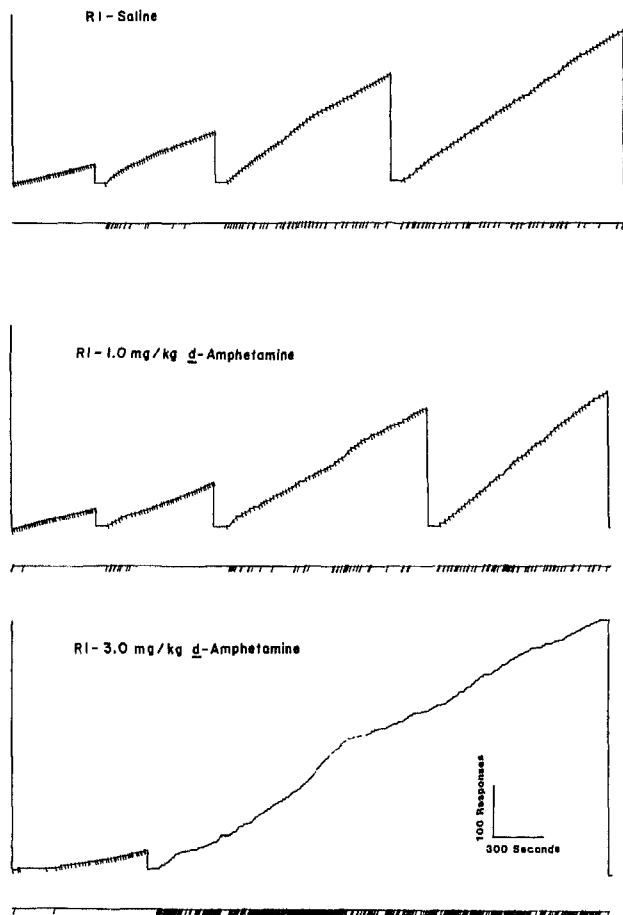 RI-Saline
RI-1.0 mg/kg d-Amphetamine
RI-3.0 mg/kg d-Amphetamine
100 Responses
300 Seconds